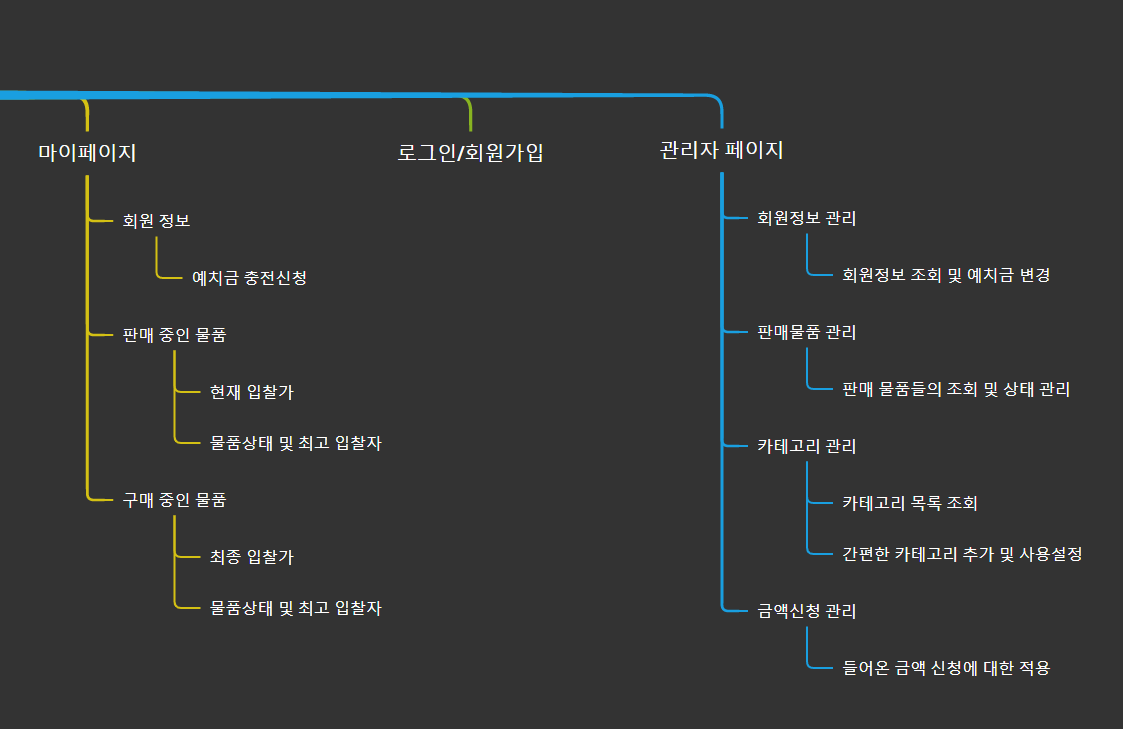 마이페이지
회원 정보
예치금 충전신청
판매 중인 물품
현재 입찰가
물품상태 및 최고 입찰자
구매 중인 물품
최종 입찰가
물품상태 및 최고 입찰자
로그인/회원가입
관리자 페이지
회원정보 관리
회원정보 조회 및 예치금 변경
판매물품 관리
판매 물품들의 조회 및 상태 관리
카테고리 관리
카테고리 목록 조회
간편한 카테고리 추가 및 사용설정
금액신청 관리
들어온 금액 신청에 대한 적용